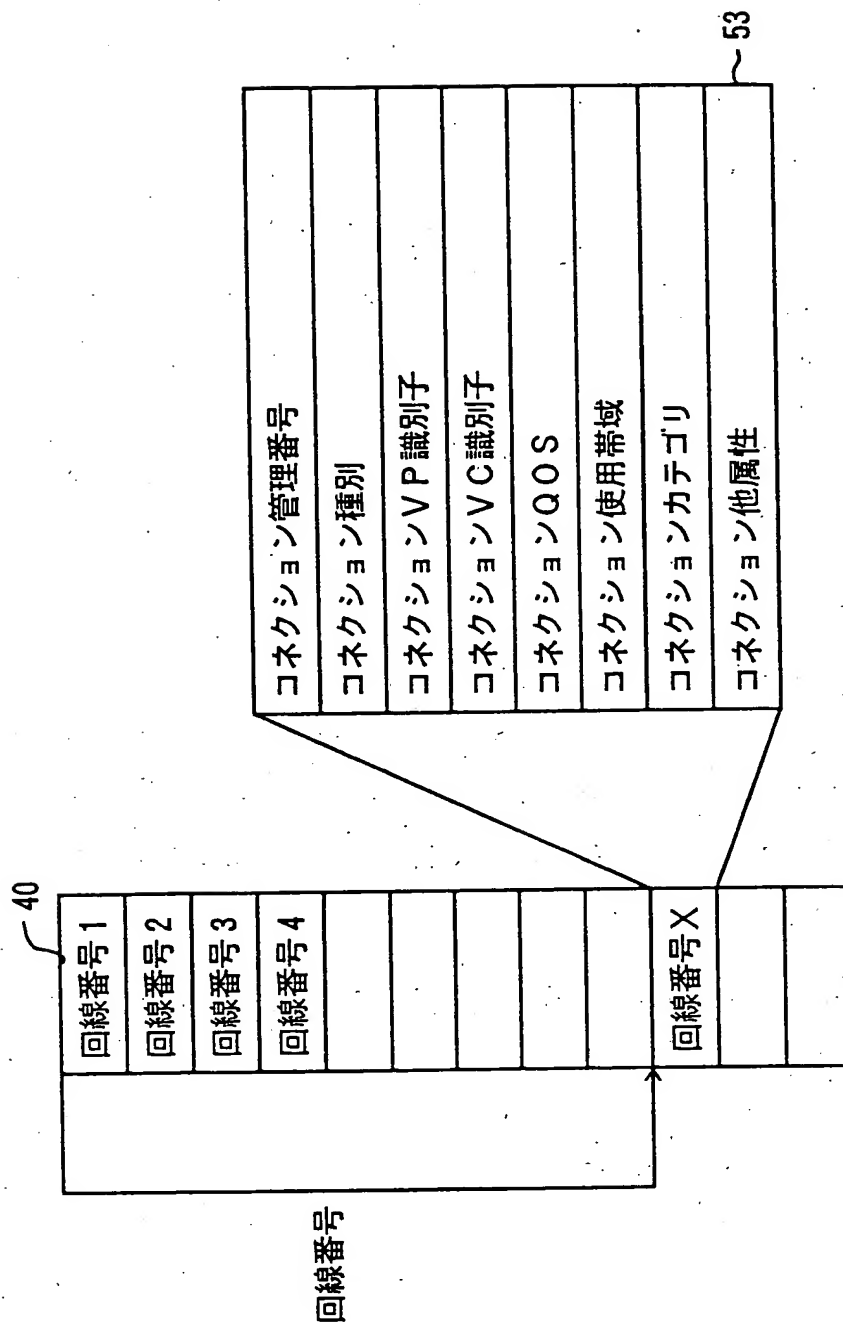 回線番号
40
回線番号1
回線番号2
回線番号3
回線番号4
回線番号X
コネクション管理番号
コネクション種別
コネクションVP識別子
コネクションVC識別子
コネクションQOS
コネクション使用帯域
コネクションカテゴリ
コネクション他属性
53